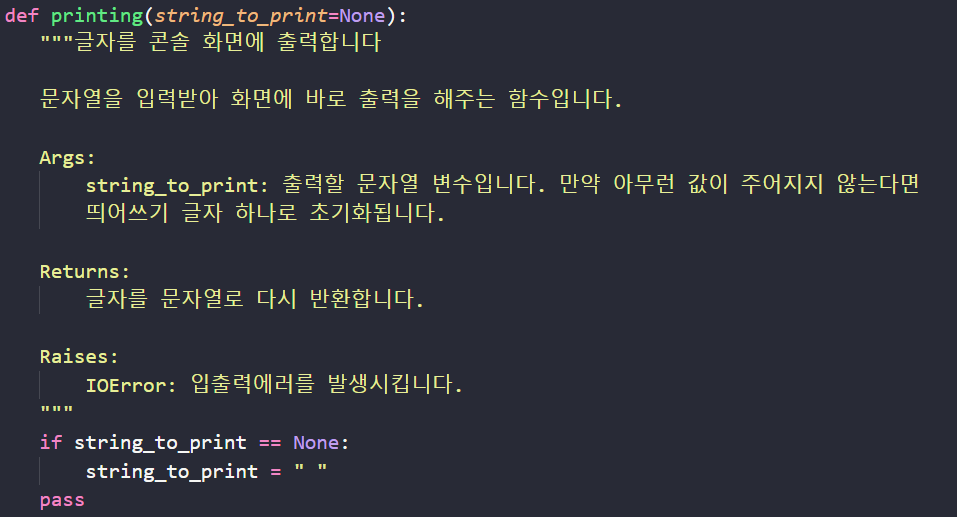 def printing(string_to_print=None):
"""글자를 콘솔 화면에 출력합니다
문자열을 입력받아 화면에 바로 출력을 해주는 함수입니다.
Args:
string_to_print: 출력할 문자열 변수입니다. 만약 아무런 값이 주어지지 않는다면
띄어쓰기 글자 하나로 초기화됩니다.
Returns:
글자를 문자열로 다시 반환합니다.
Raises:
IOError: 입출력에러를 발생시킵니다.
"""
if string_to_print == None:
string_to_print = " "
pass